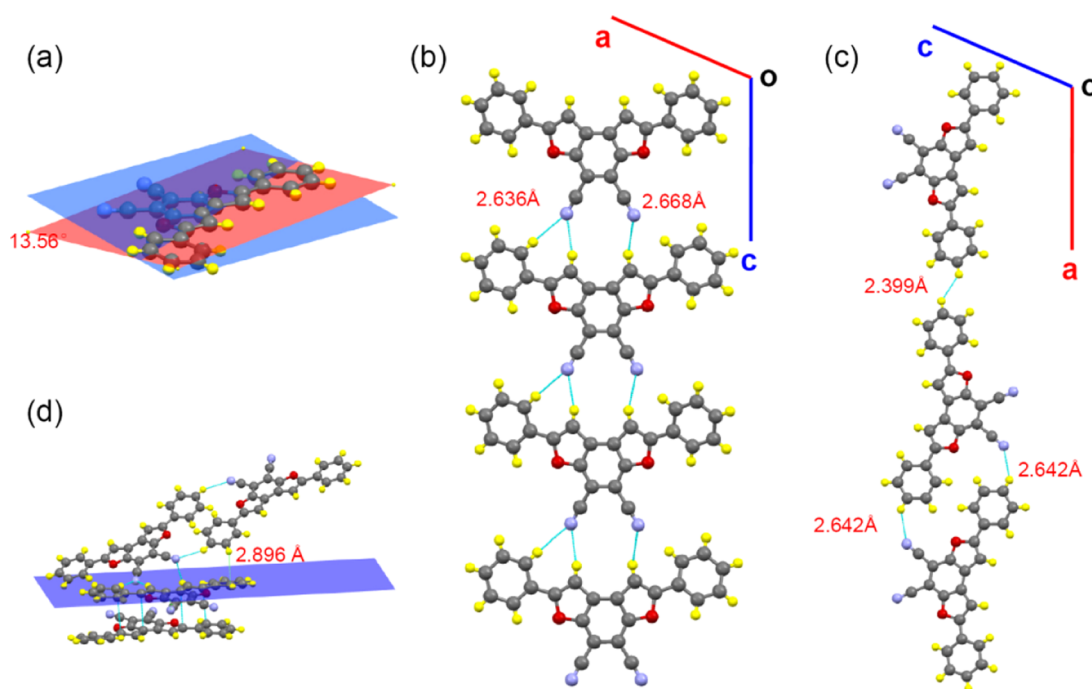 (a)
13.56°
(b)
a
o
c
2.636Å
2.668Å
(c)
c
o
a
2.399Å
2.642Å
2.642Å
(d)
2.896 Å